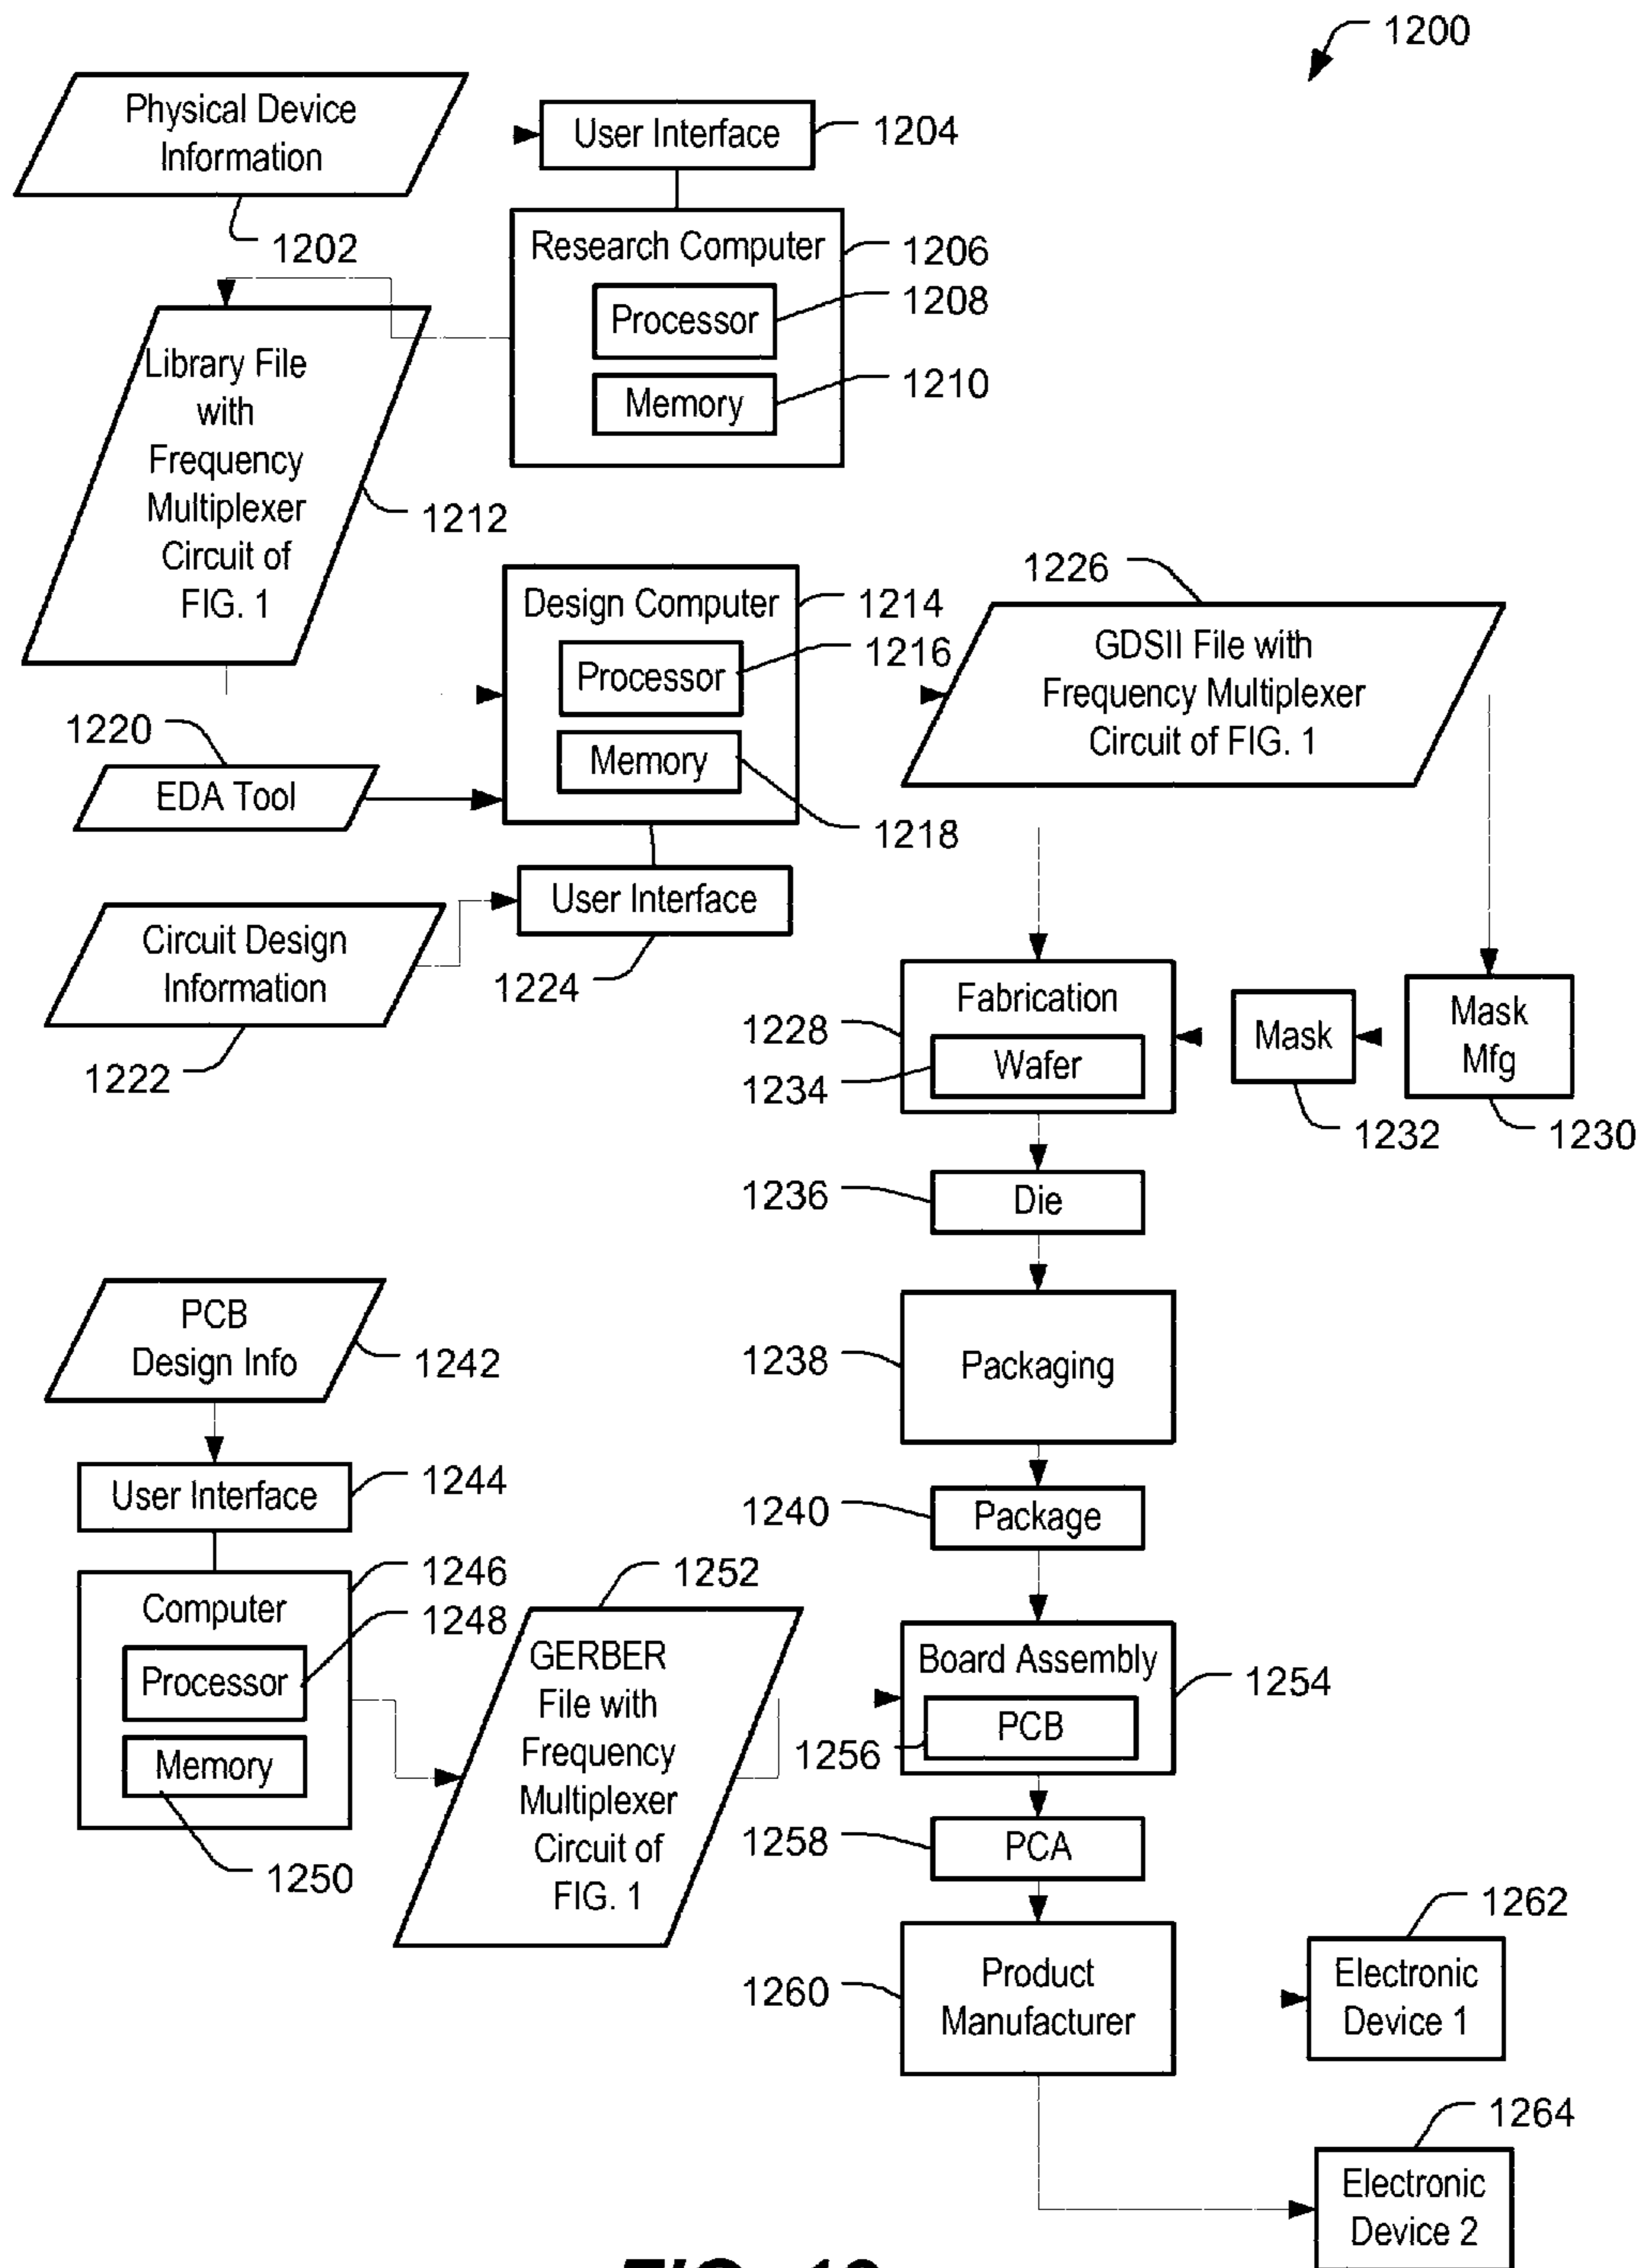 1200
Physical Device
Information
1202
User Interface
1204
Research Computer
1206
Processor
1208
Memory
1210
Library File
with
Frequency
Multiplexer
Circuit of
FIG. 1
1212
Design Computer
1214
Processor
1216
Memory
1218
1220
EDA Tool
User Interface
1224
Circuit Design
Information
1222
1226
GDSII File with
Frequency Multiplexer
Circuit of FIG. 1
Fabrication
1228
Wafer
1234
Mask
1232
Mask
Mfg
1230
1236
Die
1238
Packaging
1240
Package
PCB
Design Info
1242
User Interface
1244
Computer
1246
Processor
1248
Memory
1250
1252
GERBER
File with
Frequency
Multiplexer
Circuit of
FIG. 1
Board Assembly
1254
PCB
1256
1258
PCA
1260
Product
Manufacturer
1262
Electronic
Device 1
1264
Electronic
Device 2